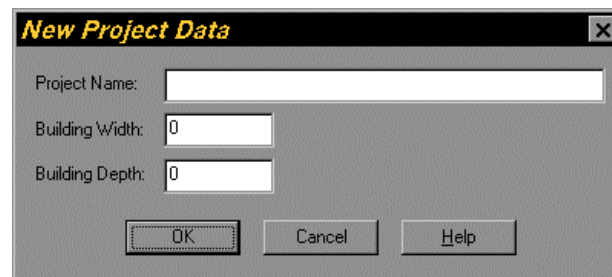 New Project Data
Project Name:
Building Width: 0
Building Depth: 0
OK Cancel Help